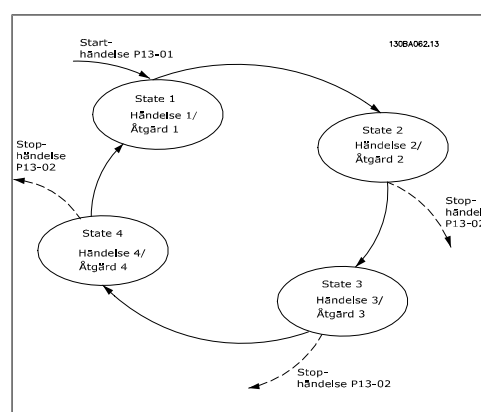 Start-
händelse P13-01
130BA062.13
State 1
Händelse 1/
Åtgärd 1
State 2
Händelse 2/
Åtgärd 2
Stop-
händelse
P13-02
Stop-
händel
P13-02
State 4
Händelse 4/
Åtgärd 4
State 3
Händelse 3/
Åtgärd 3
Stop-
händelse P13-02